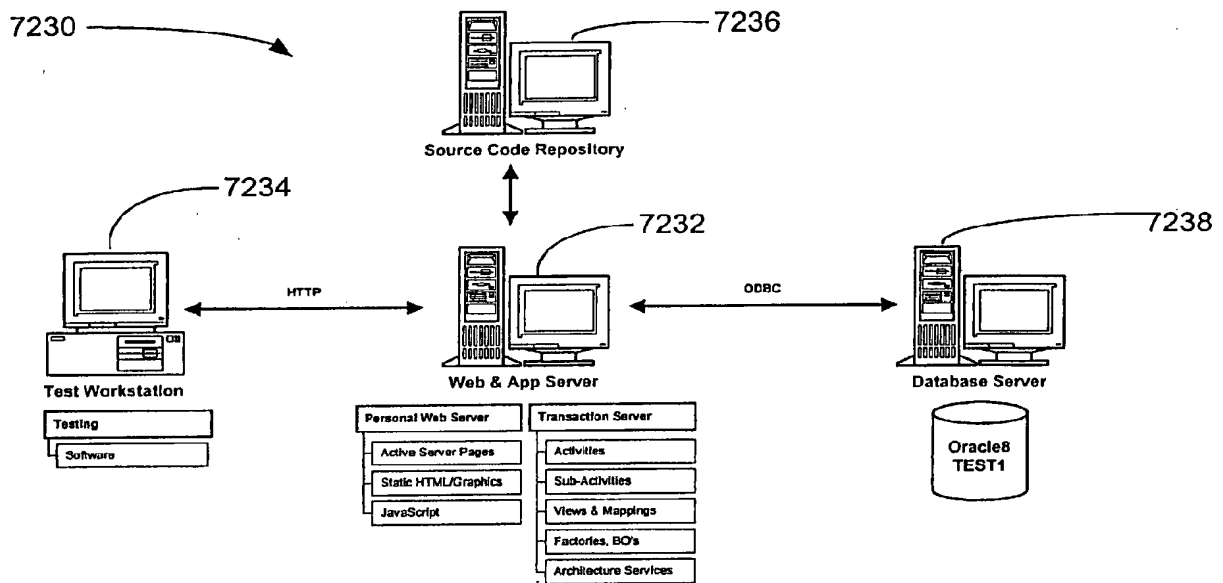 7230
7236
Source Code Repository
7234
7232
7238
HTTP
ODBC
Test Workstation
Web & App Server
Database Server
Testing
Software
Personal Web Server
Active Server Pages
Static HTML/Graphics
JavaScript
Transaction Server
Activities
Sub-Activities
Views & Mappings
Factories, BO's
Architecture Services
Oracle8
TEST1